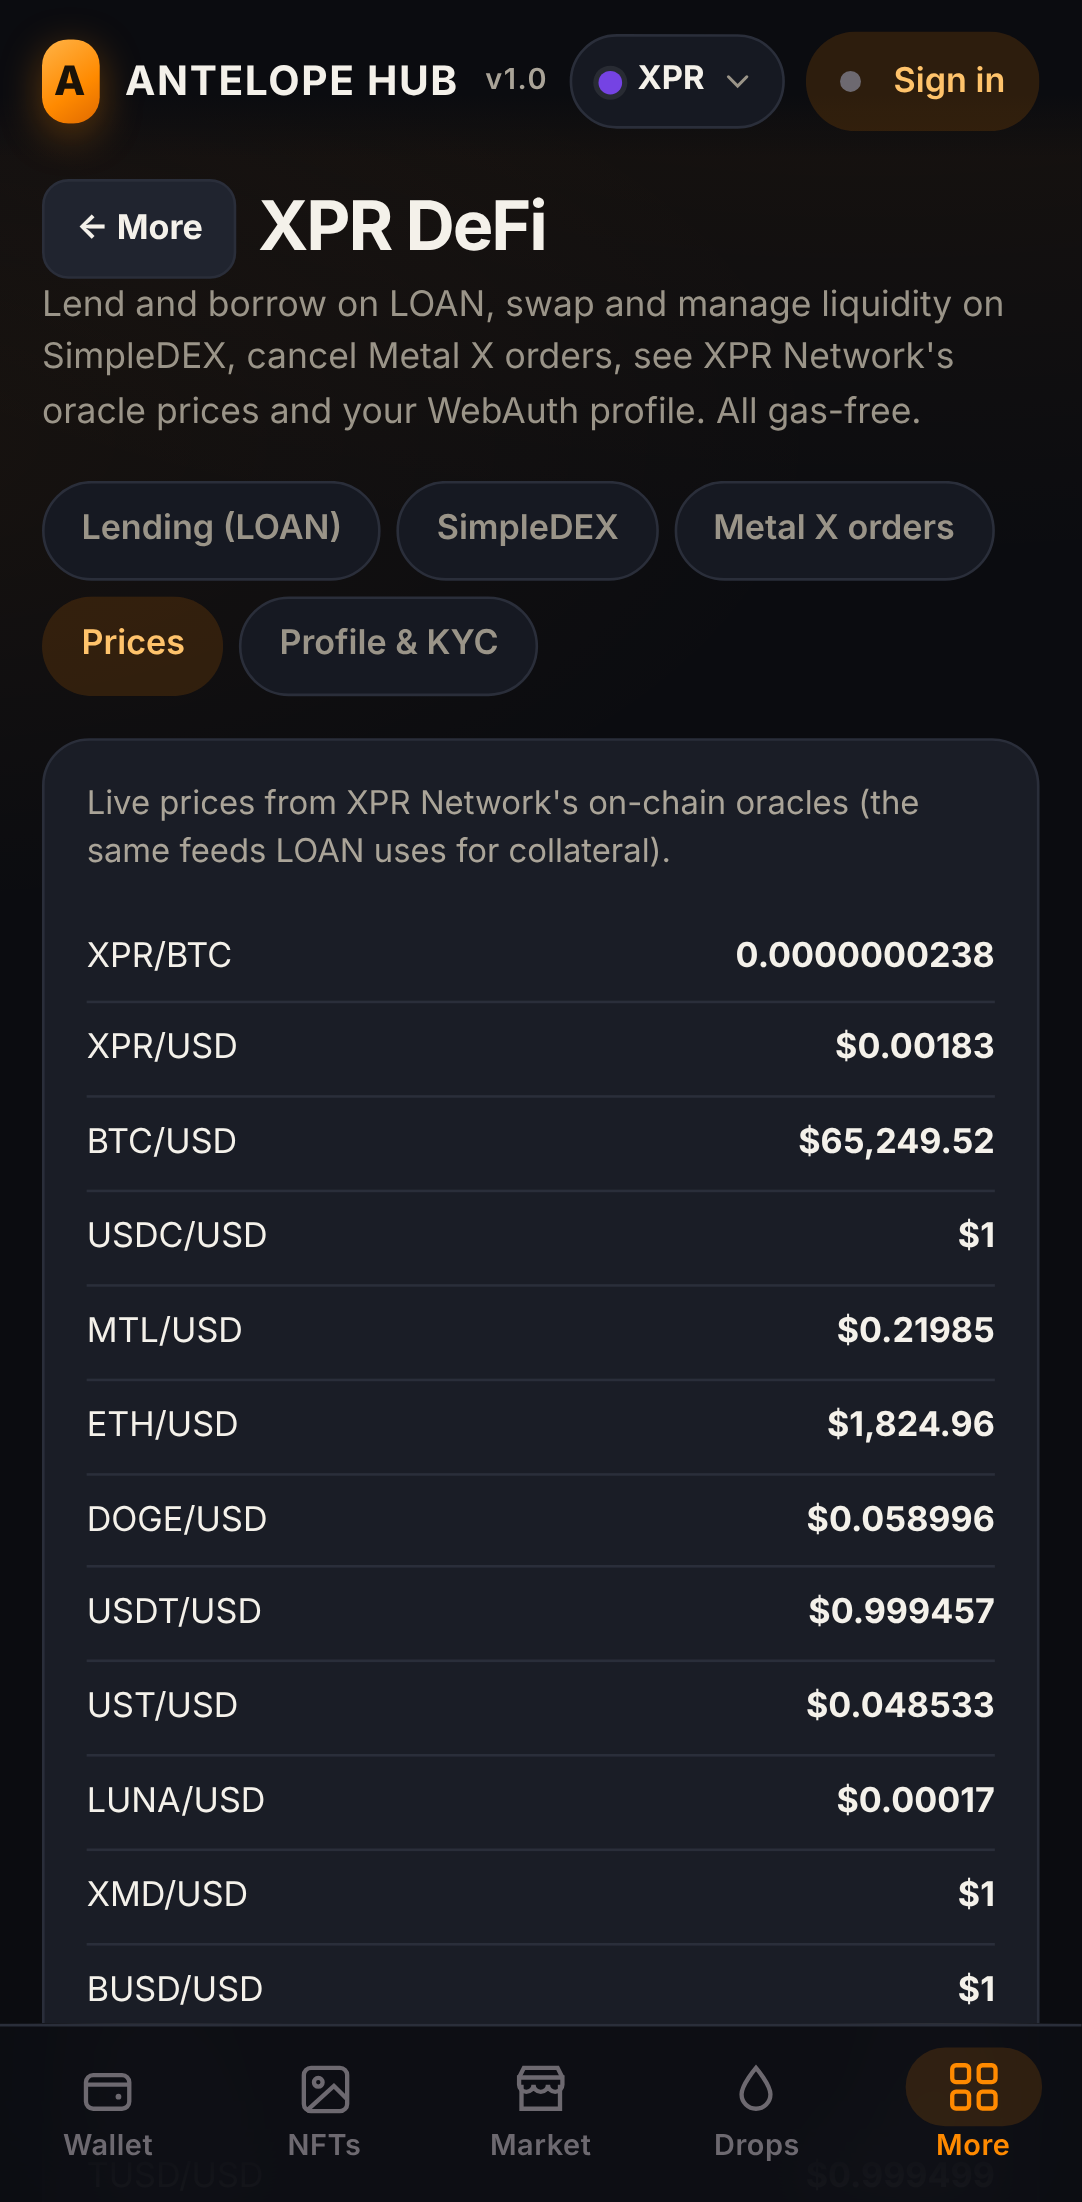 A ANTELOPE HUB v1.0 XPR Sign in
← More XPR DeFi
Lend and borrow on LOAN, swap and manage liquidity on
SimpleDEX, cancel Metal X orders, see XPR Network's
oracle prices and your WebAuth profile. All gas-free.
Lending (LOAN) SimpleDEX Metal X orders
Prices Profile & KYC
Live prices from XPR Network's on-chain oracles (the
same feeds LOAN uses for collateral).
XPR/BTC 0.0000000238
XPR/USD $0.00183
BTC/USD $65,249.52
USDC/USD $1
MTL/USD $0.21985
ETH/USD $1,824.96
DOGE/USD $0.058996
USDT/USD $0.999457
UST/USD $0.048533
LUNA/USD $0.00017
XMD/USD $1
BUSD/USD $1
Wallet NFTs Market Drops More
TUSD/USD $0.999499